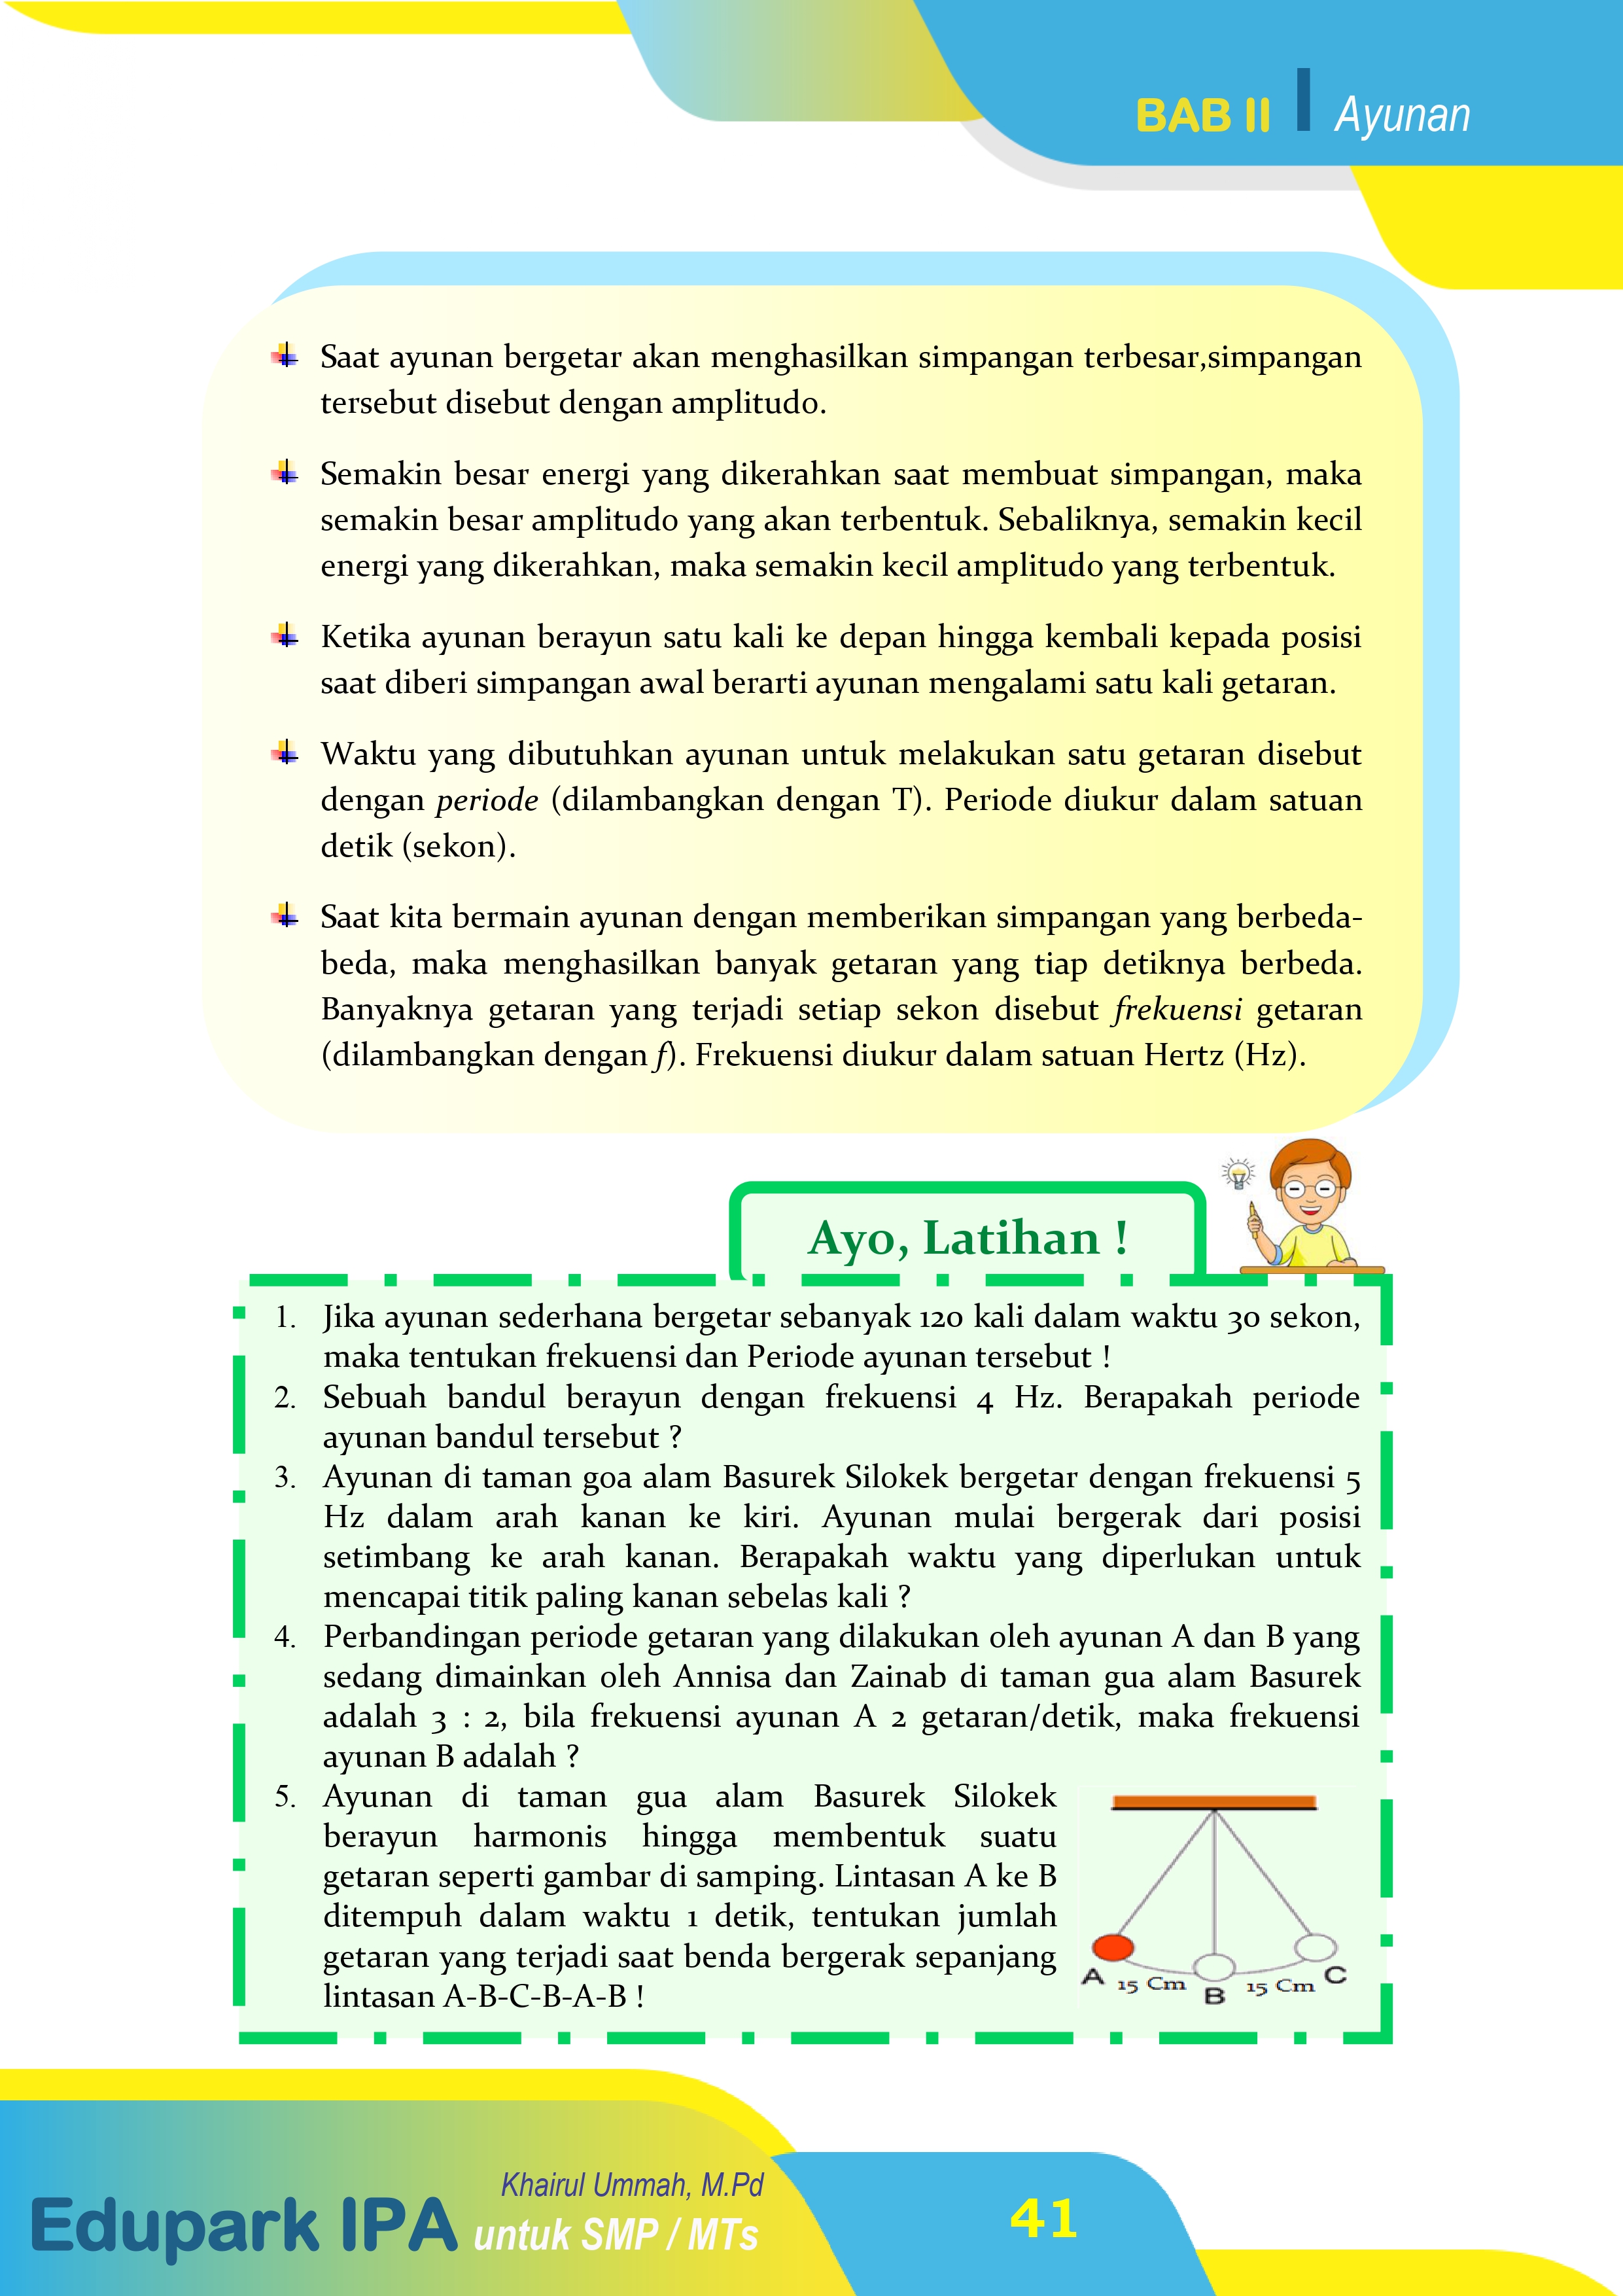 BAB II | Ayunan
Saat ayunan bergetar akan menghasilkan simpangan terbesar,simpangan
tersebut disebut dengan amplitudo.
Semakin besar energi yang dikerahkan saat membuat simpangan, maka
semakin besar amplitudo yang akan terbentuk. Sebaliknya, semakin kecil
energi yang dikerahkan, maka semakin kecil amplitudo yang terbentuk.
Ketika ayunan berayun satu kali ke depan hingga kembali kepada posisi
saat diberi simpangan awal berarti ayunan mengalami satu kali getaran.
Waktu yang dibutuhkan ayunan untuk melakukan satu getaran disebut
dengan periode (dilambangkan dengan T). Periode diukur dalam satuan
detik (sekon).
Saat kita bermain ayunan dengan memberikan simpangan yang berbeda-
beda, maka menghasilkan banyak getaran yang tiap detiknya berbeda.
Banyaknya getaran yang terjadi setiap sekon disebut frekuensi getaran
(dilambangkan dengan f). Frekuensi diukur dalam satuan Hertz (Hz).
Ayo, Latihan !
1. Jika ayunan sederhana bergetar sebanyak 120 kali dalam waktu 30 sekon,
maka tentukan frekuensi dan Periode ayunan tersebut !
2. Sebuah bandul berayun dengan frekuensi 4 Hz. Berapakah periode
ayunan bandul tersebut ?
3. Ayunan di taman goa alam Basurek Silokek bergetar dengan frekuensi 5
Hz dalam arah kanan ke kiri. Ayunan mulai bergerak dari posisi
setimbang ke arah kanan. Berapakah waktu yang diperlukan untuk
mencapai titik paling kanan sebelas kali ?
4. Perbandingan periode getaran yang dilakukan oleh ayunan A dan B yang
sedang dimainkan oleh Annisa dan Zainab di taman gua alam Basurek
adalah 3 : 2, bila frekuensi ayunan A 2 getaran/detik, maka frekuensi
ayunan B adalah ?
5. Ayunan di taman gua alam Basurek Silokek
berayun harmonis hingga membentuk suatu
getaran seperti gambar di samping. Lintasan A ke B
ditempuh dalam waktu 1 detik, tentukan jumlah
getaran yang terjadi saat benda bergerak sepanjang
lintasan A-B-C-B-A-B !
A 15 Cm B 15 Cm C
Khairul Ummah, M.Pd
Edupark IPA untuk SMP / MTs
41